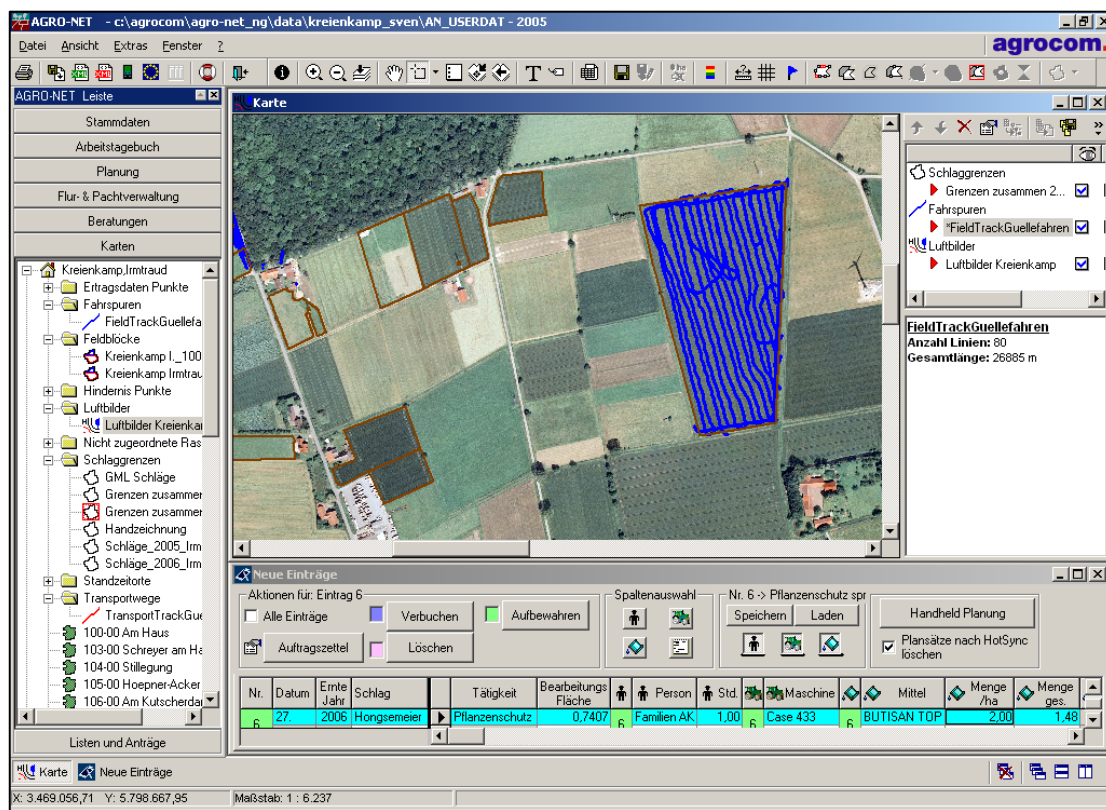 AGRO-NET - c:\agrocom\agro-net_ng\data\kreienkamp_sven\AN_USERDAT - 2005
Datei Ansicht Extras Fenster ?
agrocom.
AGRO-NET Leiste
Stammdaten
Arbeitstagebuch
Planung
Flur- & Pachtverwaltung
Beratungen
Karten
Kreienkamp,Irmtraud
Ertragsdaten Punkte
Fahrspuren
FieldTrackGuellefa
Feldblöcke
Kreienkamp I._100
Kreienkamp Irmtrau
Hindernis Punkte
Luftbilder
Luftbilder Kreienka
Nicht zugeordnete Ras
Schlaggrenzen
GML Schläge
Grenzen zusammer
Grenzen zusammer
Handzeichnung
Schläge_2005_Irm
Schläge_2006_Irm
Standzeitorte
Transportwege
TransportTrackGue
100-00 Am Haus
103-00 Schreyer am Ha
104-00 Stillegung
105-00 Hoepner-Acker
106-00 Am Kutscherdar
Listen und Anträge
Karte
Schlaggrenzen
Grenzen zusammen 2...
Fahrspuren
*FieldTrackGuellefahren
Luftbilder
Luftbilder Kreienkamp
FieldTrackGuellefahren
Anzahl Linien: 80
Gesamtlänge: 26885 m
Neue Einträge
Aktionen für: Eintrag 6
Alle Einträge Verbuchen Aufbewahren
Auftragszettel Löschen
Spaltenauswahl
Nr. 6 -> Pflanzenschutz spr
Speichern Laden
Handheld Planung
Plansätze nach HotSync
löschen
Nr. Datum Ernte Jahr Schlag Tätigkeit Bearbeitungs Fläche Person Std. Maschine Mittel Menge /ha Menge ges.
6 27. 2006 Hongsemeier Pflanzenschutz 0,7407 6 Familien AK 1,00 6 Case 433 6 BUTISAN TOP 2,00 1,48
Karte Neue Einträge
X: 3.469.056,71 Y: 5.798.667,95 Maßstab: 1 : 6.237